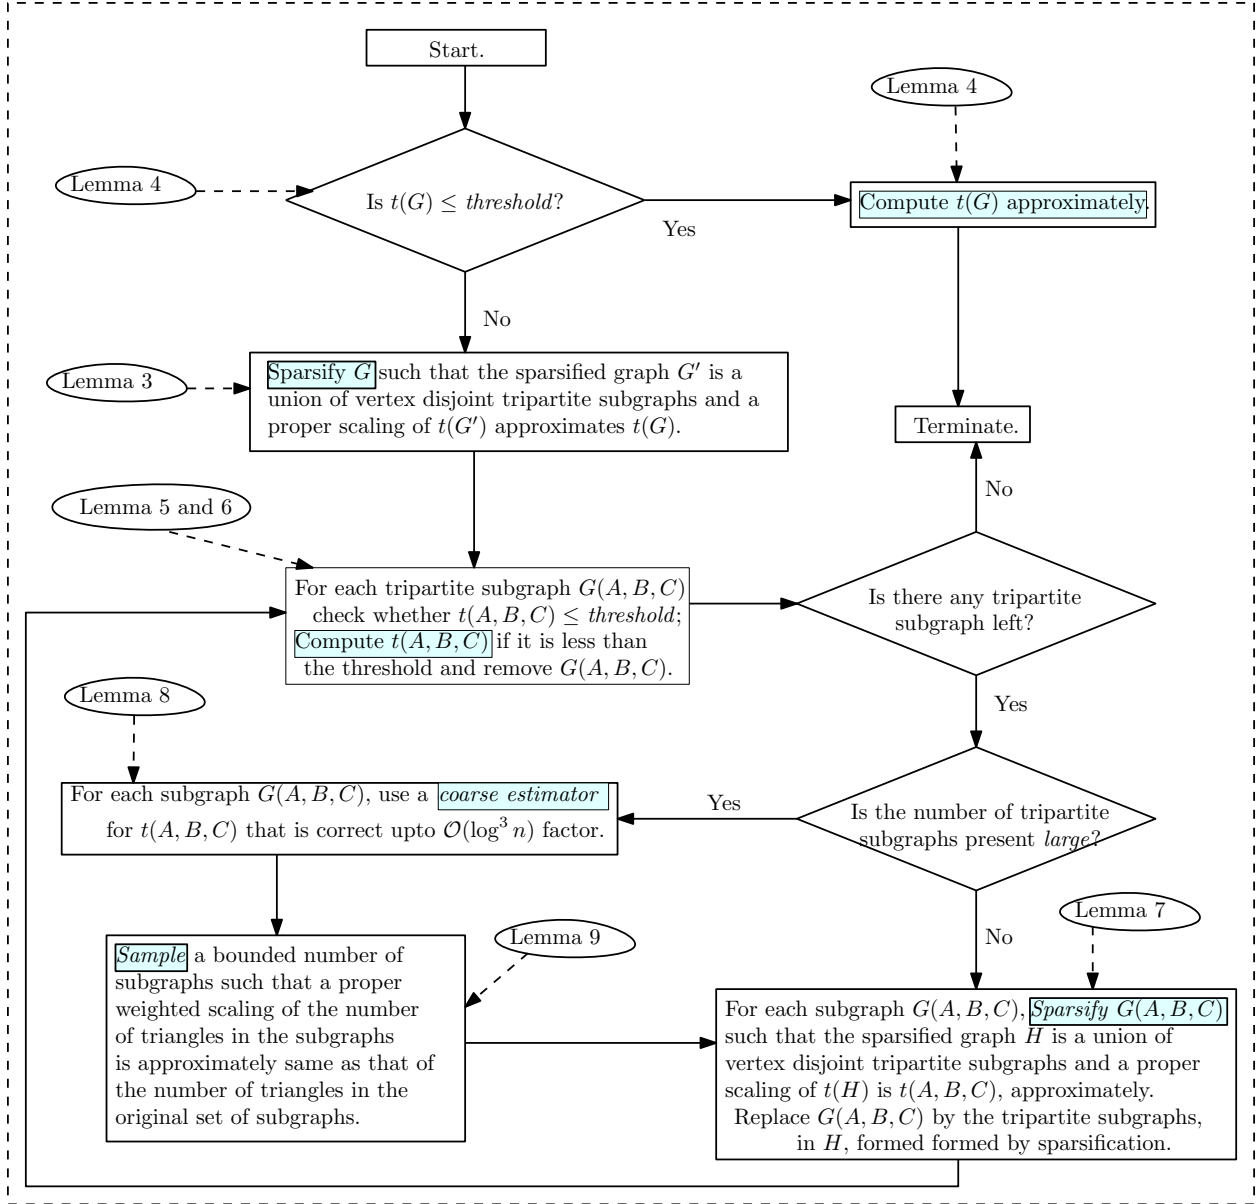 Start.
Lemma 4
Lemma 4
Is t(G) ≤ threshold?
Compute t(G) approximately.
Yes
No
Lemma 3
Sparsify G such that the sparsified graph G′ is a
union of vertex disjoint tripartite subgraphs and a
proper scaling of t(G′) approximates t(G).
Terminate.
No
Lemma 5 and 6
For each tripartite subgraph G(A, B, C)
check whether t(A, B, C) ≤ threshold;
Compute t(A, B, C) if it is less than
the threshold and remove G(A, B, C).
Is there any tripartite
subgraph left?
Yes
Lemma 8
For each subgraph G(A, B, C), use a coarse estimator
for t(A, B, C) that is correct upto O(log³ n) factor.
Yes
Is the number of tripartite
subgraphs present large?
No
Lemma 7
Lemma 9
Sample a bounded number of
subgraphs such that a proper
weighted scaling of the number
of triangles in the subgraphs
is approximately same as that of
the number of triangles in the
original set of subgraphs.
For each subgraph G(A, B, C), Sparsify G(A, B, C)
such that the sparsified graph H is a union of
vertex disjoint tripartite subgraphs and a proper
scaling of t(H) is t(A, B, C), approximately.
Replace G(A, B, C) by the tripartite subgraphs,
in H, formed formed by sparsification.